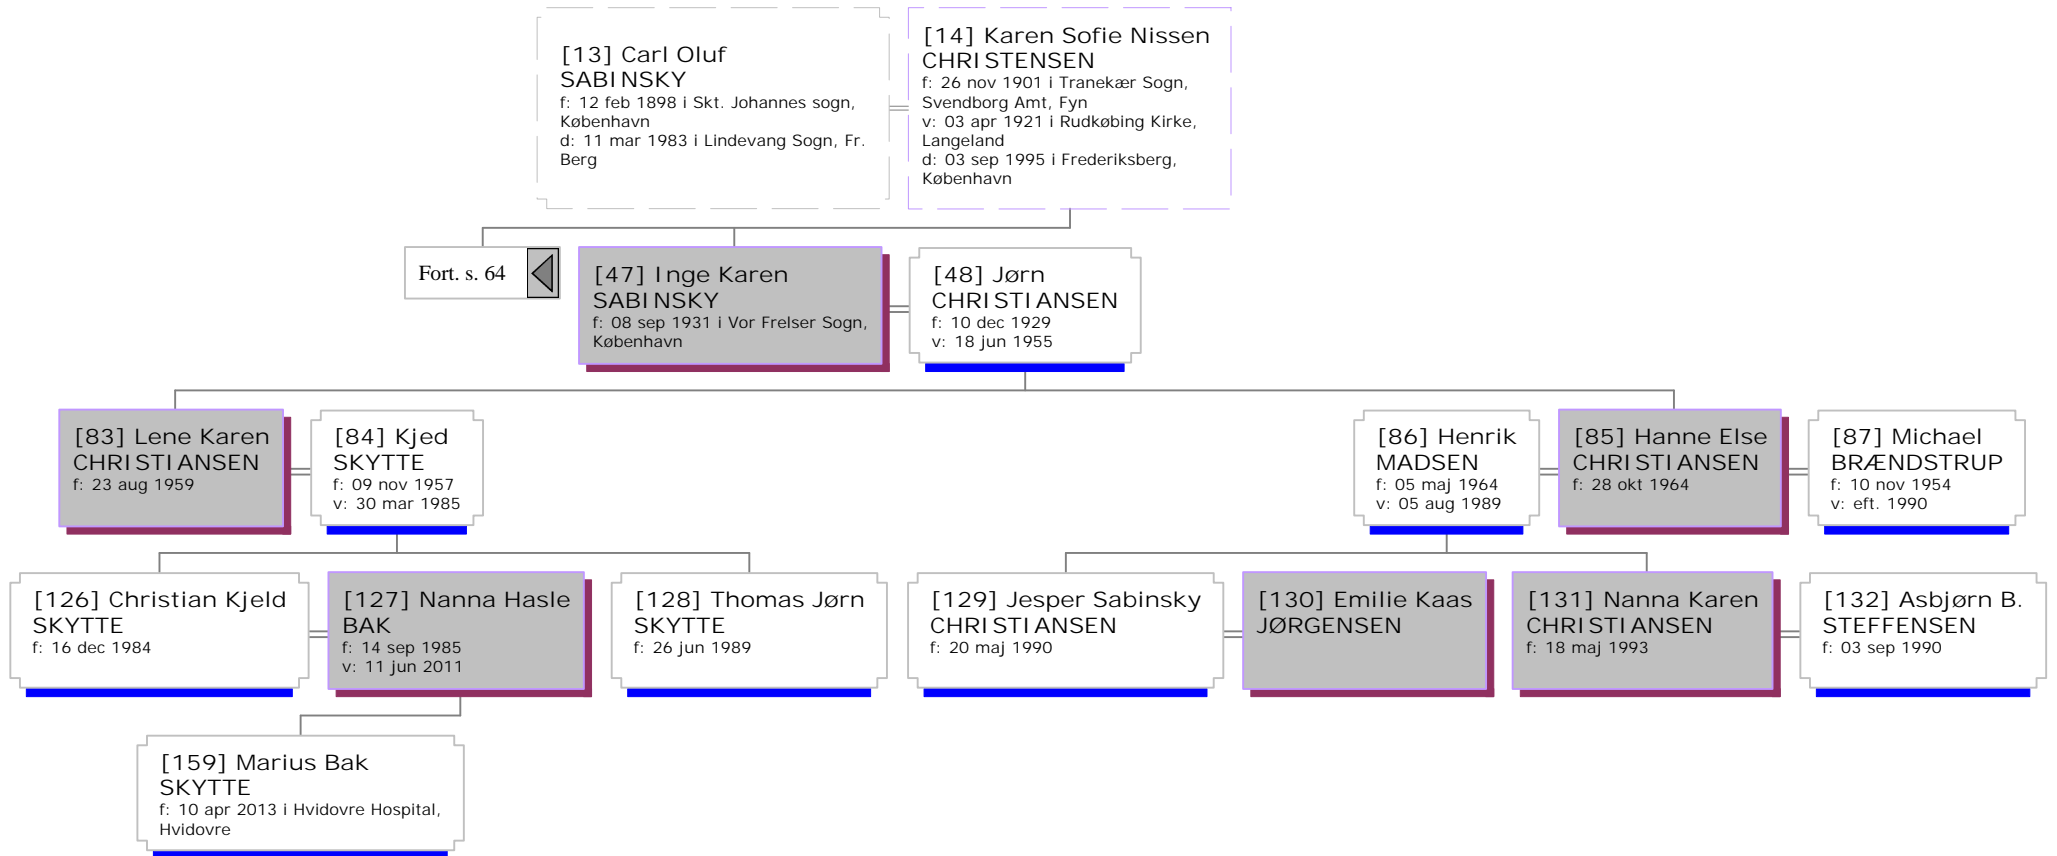 [13] Carl Oluf
SABINSKY
f: 12 feb 1898 i Skt. Johannes sogn,
København
d: 11 mar 1983 i Lindevang Sogn, Fr.
Berg
[14] Karen Sofie Nissen
CHRISTENSEN
f: 26 nov 1901 i Tranekær Sogn,
Svendborg Amt, Fyn
v: 03 apr 1921 i Rudkøbing Kirke,
Langeland
d: 03 sep 1995 i Frederiksberg,
København
Fort. s. 64
[47] Inge Karen
SABINSKY
f: 08 sep 1931 i Vor Frelser Sogn,
København
[48] Jørn
CHRISTIANSEN
f: 10 dec 1929
v: 18 jun 1955
[83] Lene Karen
CHRISTIANSEN
f: 23 aug 1959
[84] Kjed
SKYTTE
f: 09 nov 1957
v: 30 mar 1985
[86] Henrik
MADSEN
f: 05 maj 1964
v: 05 aug 1989
[85] Hanne Else
CHRISTIANSEN
f: 28 okt 1964
[87] Michael
BRÆNDSTRUP
f: 10 nov 1954
v: eft. 1990
[126] Christian Kjeld
SKYTTE
f: 16 dec 1984
[127] Nanna Hasle
BAK
f: 14 sep 1985
v: 11 jun 2011
[128] Thomas Jørn
SKYTTE
f: 26 jun 1989
[129] Jesper Sabinsky
CHRISTIANSEN
f: 20 maj 1990
[130] Emilie Kaas
JØRGENSEN
[131] Nanna Karen
CHRISTIANSEN
f: 18 maj 1993
[132] Asbjørn B.
STEFFENSEN
f: 03 sep 1990
[159] Marius Bak
SKYTTE
f: 10 apr 2013 i Hvidovre Hospital,
Hvidovre